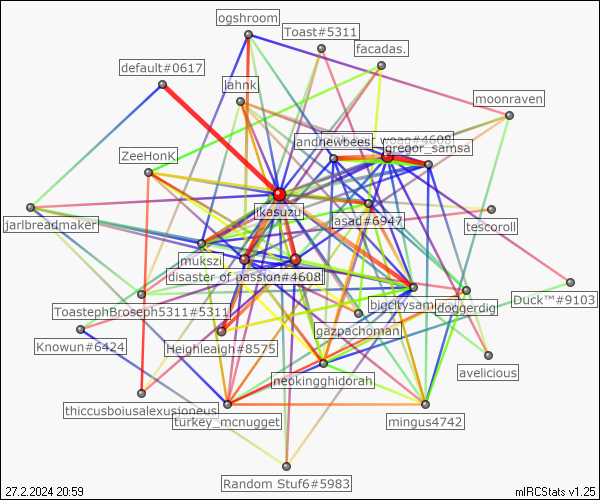 ogshroom
Toast#5311
facadas.
default#0617
lahnk
moonraven
andnewbees
woag#4608
gregor_samsa
ZeeHonK
ikasuzu
asad#6947
jarlbreadmaker
tescoroll
mukszi
disaster of passion#4608
bigcitysam
doggerdig
Duck™#9103
ToastephBroseph5311#5311
Igazpachoman
Knowun#6424
Heighleaigh#8575
avelicious
neokingghidorah
thiccusboiusalexusioneus
turkey_mcnugget
mingus4742
Random Stuf6#5983
27.2.2024 20:59
mIRCStats v1.25